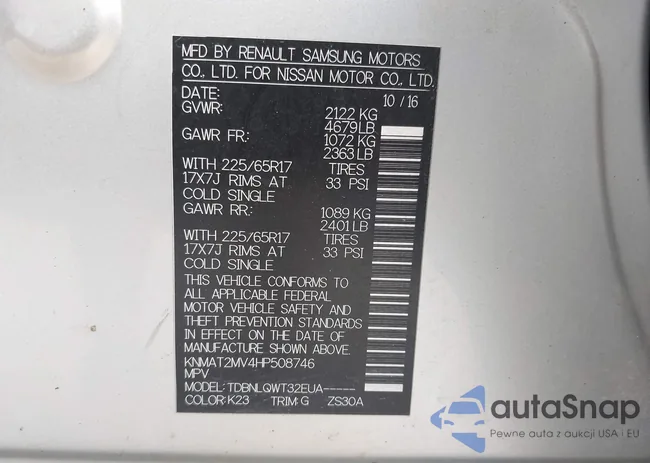 MFD BY RENAULT SAMSUNG MOTORS
CO., LTD. FOR NISSAN MOTOR CO., LTD.
DATE: 10 / 16
GVWR: 2122 KG
4679LB
GAWR FR: 1072 KG
2363 LB
WITH 225/65R17 TIRES
17X7J RIMS AT 33 PSI
COLD SINGLE
GAWR RR: 1089 KG
2401 LB
WITH 225/65R17 TIRES
17X7J RIMS AT 33 PSI
COLD SINGLE
THIS VEHICLE CONFORMS TO
ALL APPLICABLE FEDERAL
MOTOR VEHICLE SAFETY AND
THEFT PREVENTION STANDARDS
IN EFFECT ON THE DATE OF
MANUFACTURE SHOWN ABOVE.
KNMAT2MV4HP508746
MPV
MODEL: TDBNLQWT32EUA-----
COLOR: K23 TRIM: G ZS30A
autaSnap
Pewne auta z aukcji USA i EU